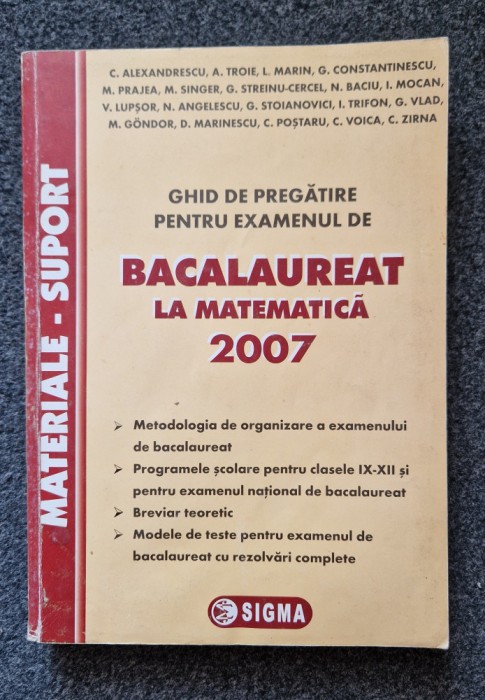 C. ALEXANDRESCU, A. TROIE, L. MARIN, G. CONSTANTINESCU,
M. PRAJEA, M. SINGER, G. STREINU-CERCEL, N. BACIU, I. MOCAN,
V. LUPȘOR, N. ANGELESCU, G. STOIANOVICI, I. TRIFON, G. VLAD,
M. GÖNDOR, D. MARINESCU, C. POȘTARU, C. VOICA, C. ZIRNA
MATERIALE - SUPORT
GHID DE PREGĂTIRE
PENTRU EXAMENUL DE
BACALAUREAT
LA MATEMATICĂ
2007
➢ Metodologia de organizare a examenului
de bacalaureat
➢ Programele școlare pentru clasele IX-XII și
pentru examenul național de bacalaureat
➢ Breviar teoretic
➢ Modele de teste pentru examenul de
bacalaureat cu rezolvări complete
SIGMA